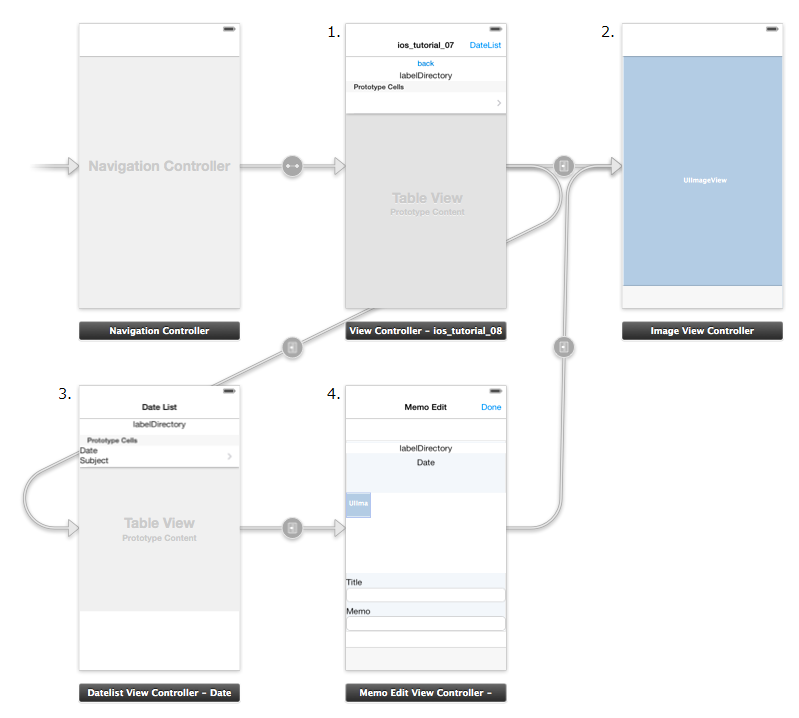 1.
2.
ios_tutorial_07
DateList
back
labelDirectory
Prototype Cells
Navigation Controller
Table View
Prototype Content
UIImageView
Navigation Controller
View Controller – ios_tutorial_08
Image View Controller
3.
4.
Date List
labelDirectory
Prototype Cells
Date
Subject
Table View
Prototype Content
Memo Edit
Done
labelDirectory
Date
UIIma
Title
Memo
Datelist View Controller – Date
Memo Edit View Controller –